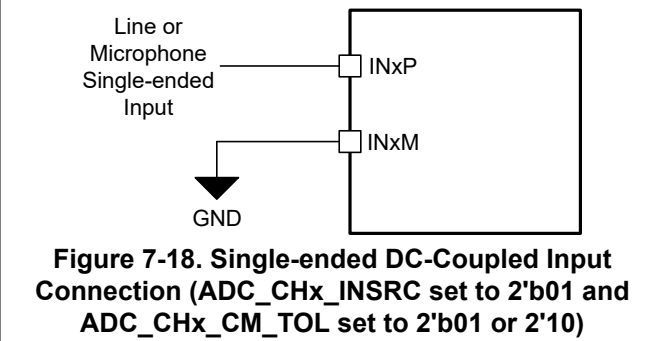 Line or
Microphone
Single-ended
Input
INxP
INxM
GND
Figure 7-18. Single-ended DC-Coupled Input
Connection (ADC_CHx_INSRC set to 2'b01 and
ADC_CHx_CM_TOL set to 2'b01 or 2'10)